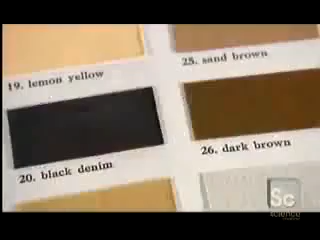 19. lemon yellow
25. sand brown
20. black denim
26. dark brown
Sc
science